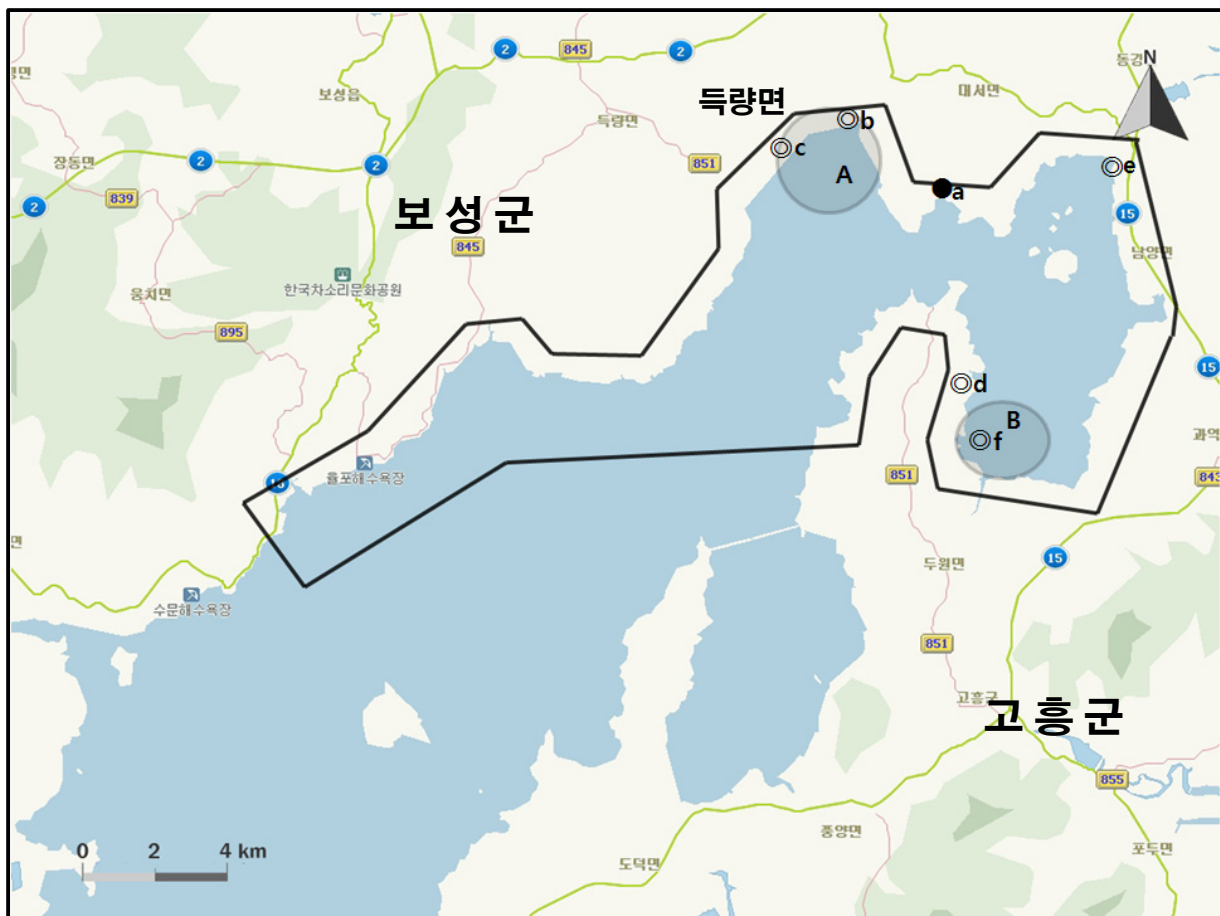 2
845
2
동강
N
보성읍
대서면
득량면
득량면
b
c
장동면
2
2
851
A
e
839
a
2
보성군
15
845
남양면
한국차소리문화공원
웅치면
895
15
d
B
f
과역
율포해수욕장
851
843
15
두원면
수문해수욕장
851
고흥군
고흥군
855
풍양면
포두면
0 2 4 km
도덕면